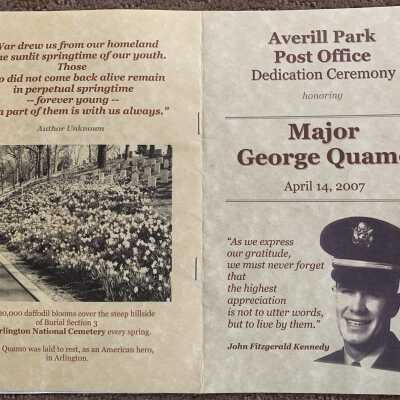 War drew us from our homeland
the sunlit springtime of our youth.
Those
o did not come back alive remain
in perpetual springtime
-- forever young --
a part of them is with us always."
Author Unknown
0,000 daffodil blooms cover the steep hillside
of Burial Section 3
Arlington National Cemetery every spring.
Quamo was laid to rest, as an American hero,
in Arlington.
Averill Park
Post Office
Dedication Ceremony
honoring
Major
George Quamo
April 14, 2007
"As we express
our gratitude,
we must never forget
that
the highest
appreciation
is not to utter words,
but to live by them."
John Fitzgerald Kennedy